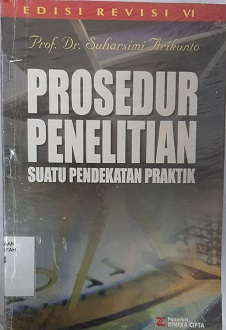 EDISI REVISI VI
Prof. Dr. Suharsimi Arikunto
PROSEDUR
PENELITIAN
SUATU PENDEKATAN PRAKTIK
Penerbit
RINEKA CIPTA